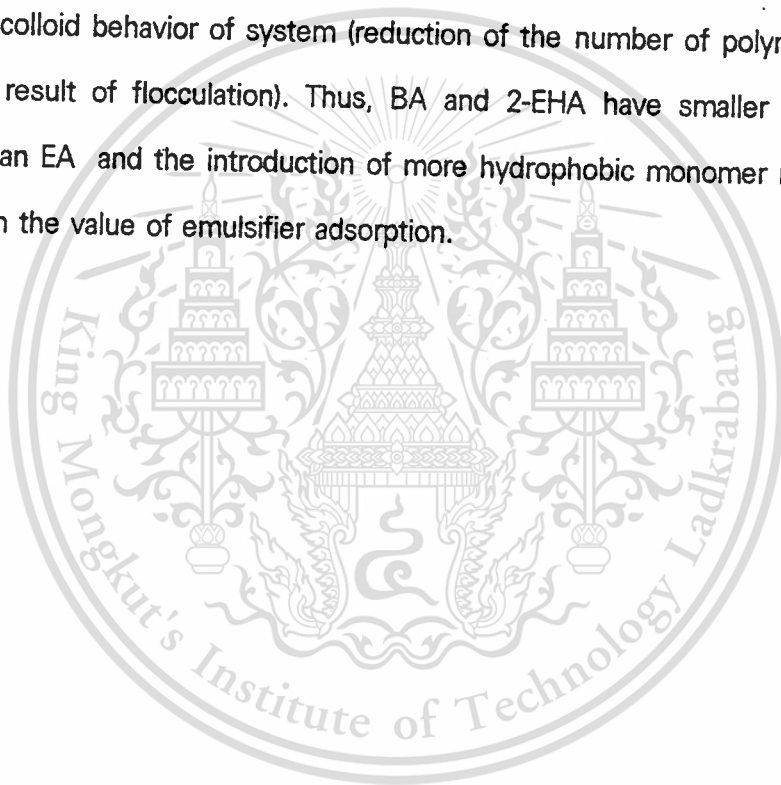 colloid behavior of system (reduction of the number of
result of flocculation). Thus, BA and 2-EHA have smaller
an EA and the introduction of more hydrophobic monomer
the value of emulsifier adsorption.
King Mongkut's Institute of Technology Ladkrabang